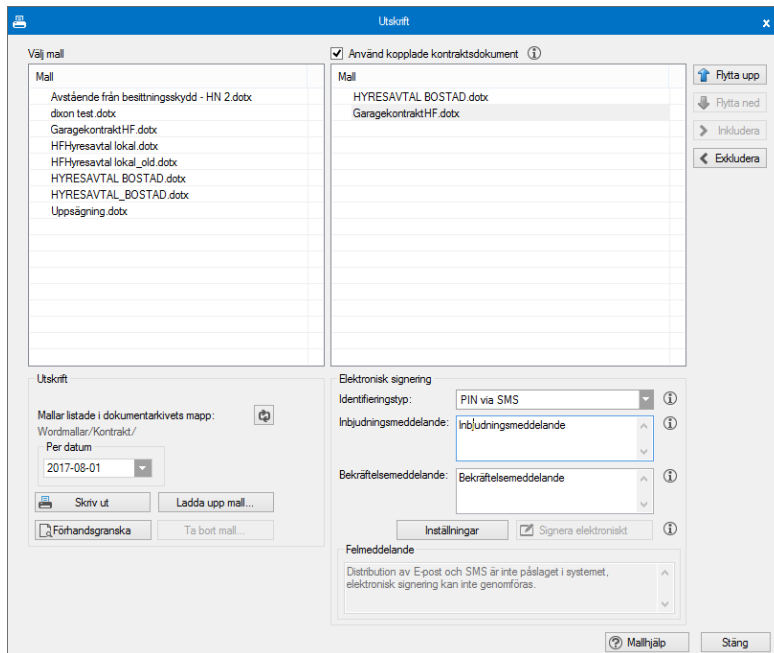 Utskrift
x
Välj mall
Använd kopplade kontraktsdokument
Mall
Avstående från besittningsskydd - HN 2.dotx
dixon test.dotx
GaragekontraktHF.dotx
HFHyresavtal lokal.dotx
HFHyresavtal lokal_old.dotx
HYRESAVTAL BOSTAD.dotx
HYRESAVTAL_BOSTAD.dotx
Uppsägning.dotx
Mall
HYRESAVTAL BOSTAD.dotx
GaragekontraktHF.dotx
Flytta upp
Flytta ned
Inkludera
Exkludera
Utskrift
Mallar listade i dokumentarkivets mapp:
Wordmallar/Kontrakt/
Per datum
2017-08-01
Skriv ut
Ladda upp mall...
Förhandsgranska
Ta bort mall...
Elektronisk signering
Identifieringstyp:
PIN via SMS
Inbjudningsmeddelande:
Inbjudningsmeddelande
Bekräftelsemeddelande:
Bekräftelsemeddelande
Inställningar
Signera elektroniskt
Felmeddelande
Distribution av E-post och SMS är inte påslaget i systemet,
elektronisk signering kan inte genomföras.
Mallhjälp
Stäng